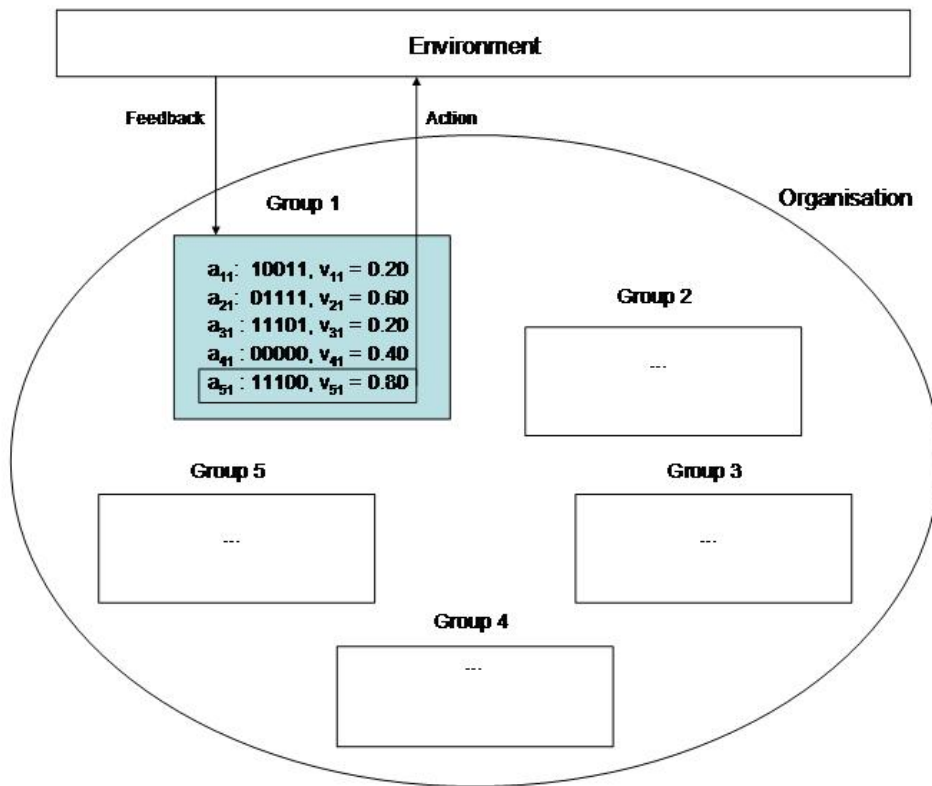 Environment
Feedback
Action
Organisation
Group 1
a11: 10011, v11 = 0.20
a21: 01111, v21 = 0.60
a31 : 11101, v31 = 0.20
a41 : 00000, v41 = 0.40
a51 : 11100, v51 = 0.80
Group 2
...
Group 5
...
Group 3
...
Group 4
...